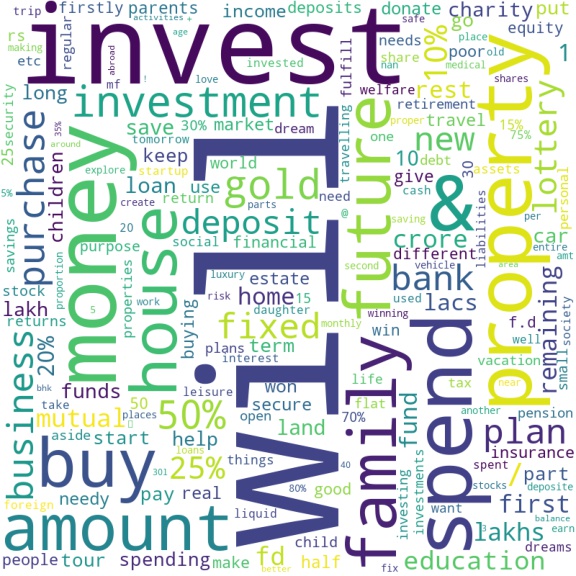 trip
activities
+
firstly
parents
income
deposits
donate
safe
charity
put
rs
making
etc
regular
mf
abroad
invest
age
!
love
invested
fulfill
needs
share
nan
10%
go
poor
old
place
medical
equity
1
long
investment
welfare
rest
retirement
shares
property
25
security
35%
around
save
30%
market
dream
travelling
proper
travel
15%
75%
lottery
purchase
children
money
tomorrow
keep
startup
world
one
future
new
explore
loan
use
gold
need
10
debt
30
assets
personal
5%
create
return
parts
give
cash
&
savings
house
20
deposit
@
saving
per
car
purpose
social
financial
crore
liabilities
entire
amt
proportion
properties
work
luxury
estate
second
different
vehicle
area
stock
risk
home
15
bank
remaining
lakh
5
buying
daughter
winning
used
lacs
f.d
small
society
returns
fixed
monthly
win
spend
well
20%
plans
term
interest
will
vacation
near
bhk
funds
leisure
won
life
tax
another
pension
business
take
mutual
places
50
50%
secure
flat
family
70%
fund
plan
aside
start
help
open
land
insurance
buy
loans
25%
things
40
investing
investments
spent
/
part
needy
301
80%
good
want
stocks
deposite
foreign
pay
real
liquid
first
amount
child
3
balance
earn
lakhs
people
tour
spending
make
fd
better
half
fix
education
dreams